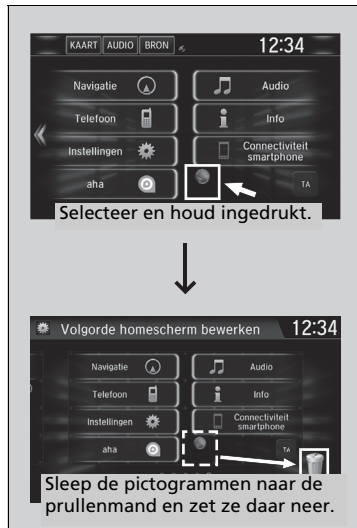 KAART AUDIO BRON 12:34
Navigatie Audio
Telefoon Info
Instellingen Connectiviteit
smartphone
aha TA
Selecteer en houd ingedrukt.
Volgorde homescherm bewerken 12:34
Navigatie Audio
Telefoon Info
Instellingen Connectiviteit
smartphone
aha TA
Sleep de pictogrammen naar de
prullenmand en zet ze daar neer.